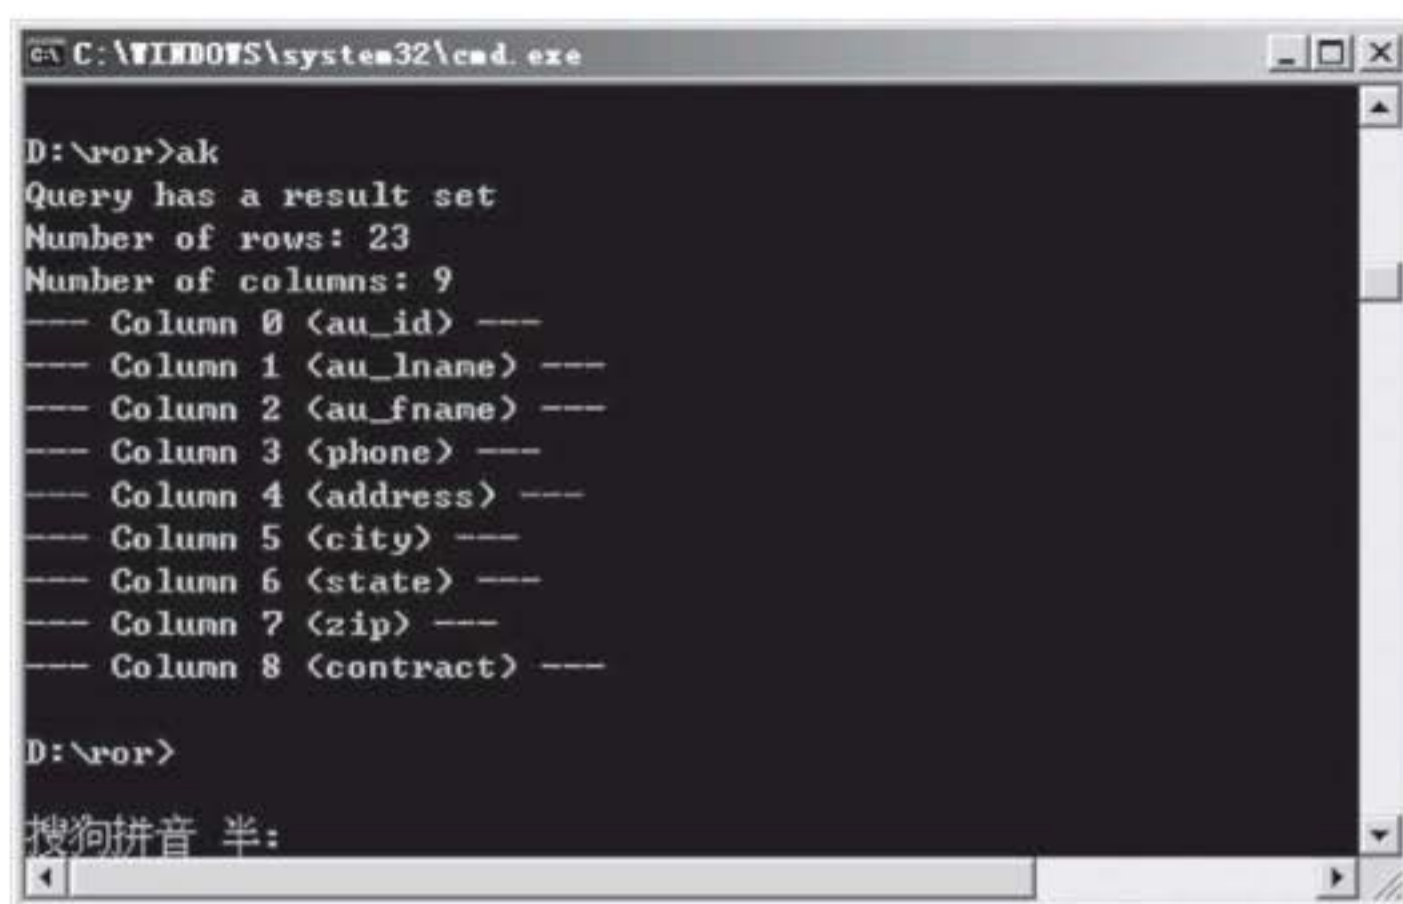 C:\WINDOWS\system32\cmd.exe
D:\ror>ak
Query has a result set
Number of rows: 23
Number of columns: 9
--- Column 0 (au_id) ---
--- Column 1 (au_lname) ---
--- Column 2 (au_fname) ---
--- Column 3 (phone) ---
--- Column 4 (address) ---
--- Column 5 (city) ---
--- Column 6 (state) ---
--- Column 7 (zip) ---
--- Column 8 (contract) ---
D:\ror>
搜狗拼音 半: